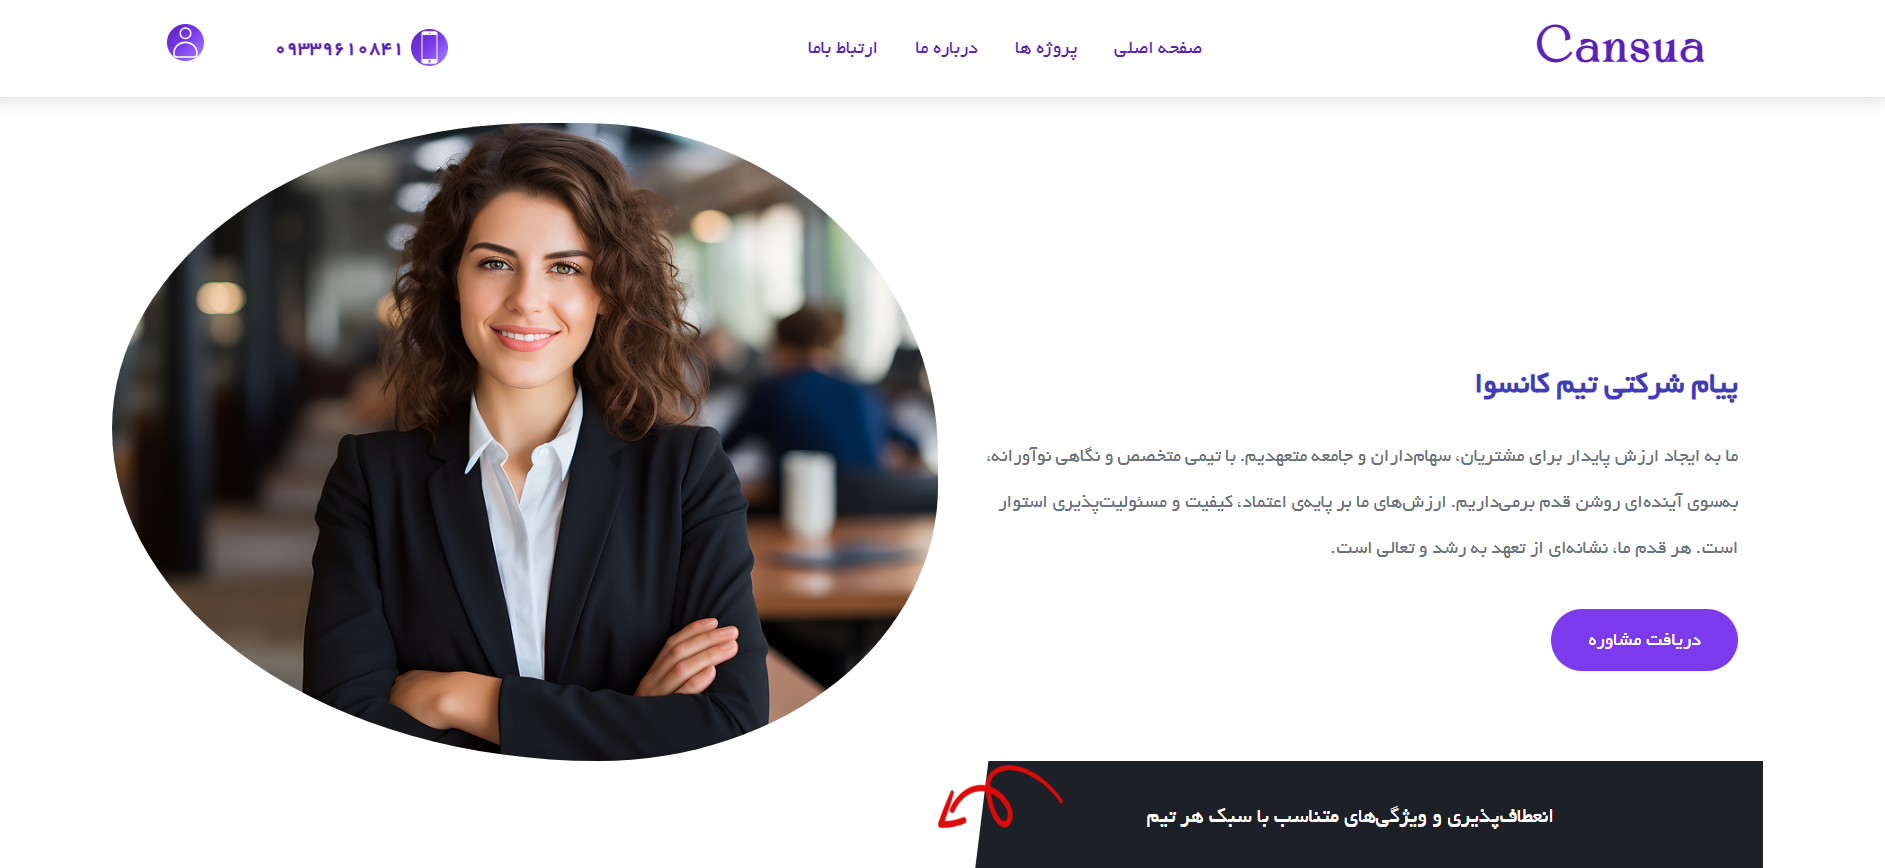 Cansua
صفحه اصلی
پروژه ها
درباره ما
ارتباط باما
۰۹۳۳۹۶۱۰۸۴۱
پیام شرکتی تیم کانسوا
ما به ایجاد ارزش پایدار برای مشتریان، سهام‌داران و جامعه متعهدیم. با تیمی متخصص و نگاهی نوآورانه،
به‌سوی آینده‌ای روشن قدم برمی‌داریم. ارزش‌های ما بر پایه‌ی اعتماد، کیفیت و مسئولیت‌پذیری استوار
است. هر قدم ما، نشانه‌ای از تعهد به رشد و تعالی است.
دریافت مشاوره
انعطاف‌پذیری و ویژگی‌های متناسب با سبک هر تیم